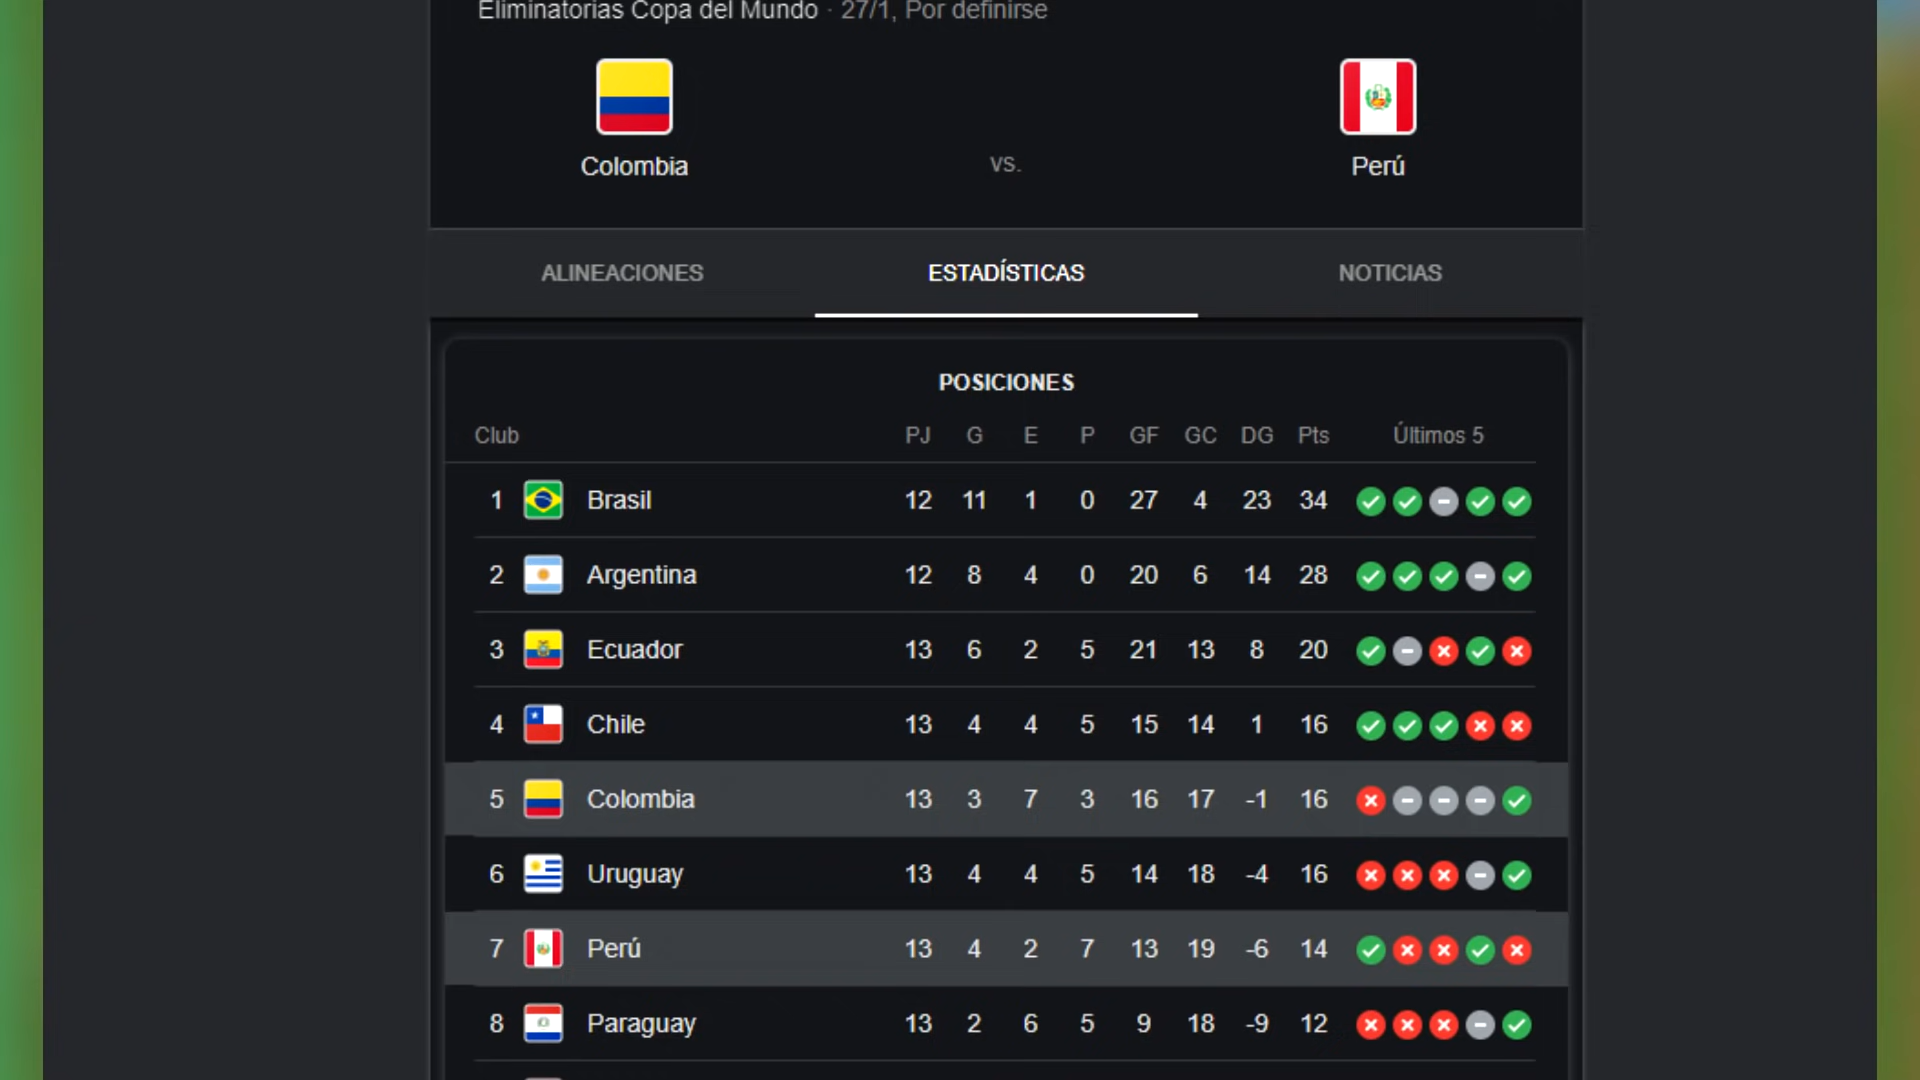 Eliminatorias Copa del Mundo · 27/1, Por definirse
Colombia vs. Perú
ALINEACIONES ESTADÍSTICAS NOTICIAS
POSICIONES
Club PJ G E P GF GC DG Pts Últimos 5
1 Brasil 12 11 1 0 27 4 23 34
2 Argentina 12 8 4 0 20 6 14 28
3 Ecuador 13 6 2 5 21 13 8 20
4 Chile 13 4 4 5 15 14 1 16
5 Colombia 13 3 7 3 16 17 -1 16
6 Uruguay 13 4 4 5 14 18 -4 16
7 Perú 13 4 2 7 13 19 -6 14
8 Paraguay 13 2 6 5 9 18 -9 12